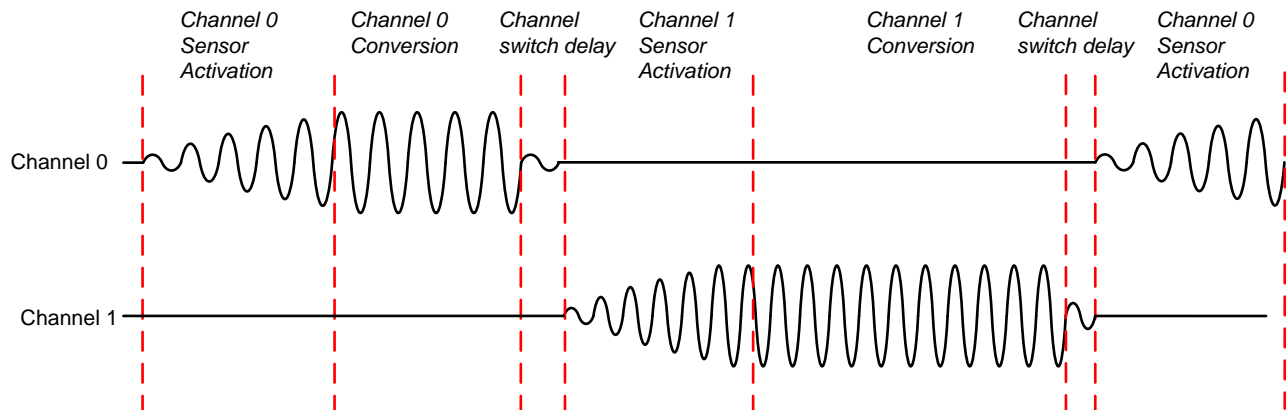 Channel 0
Sensor
Activation
Channel 0
Conversion
Channel
switch delay
Channel 1
Sensor
Activation
Channel 1
Conversion
Channel
switch delay
Channel 0
Sensor
Activation
Channel 0
Channel 1